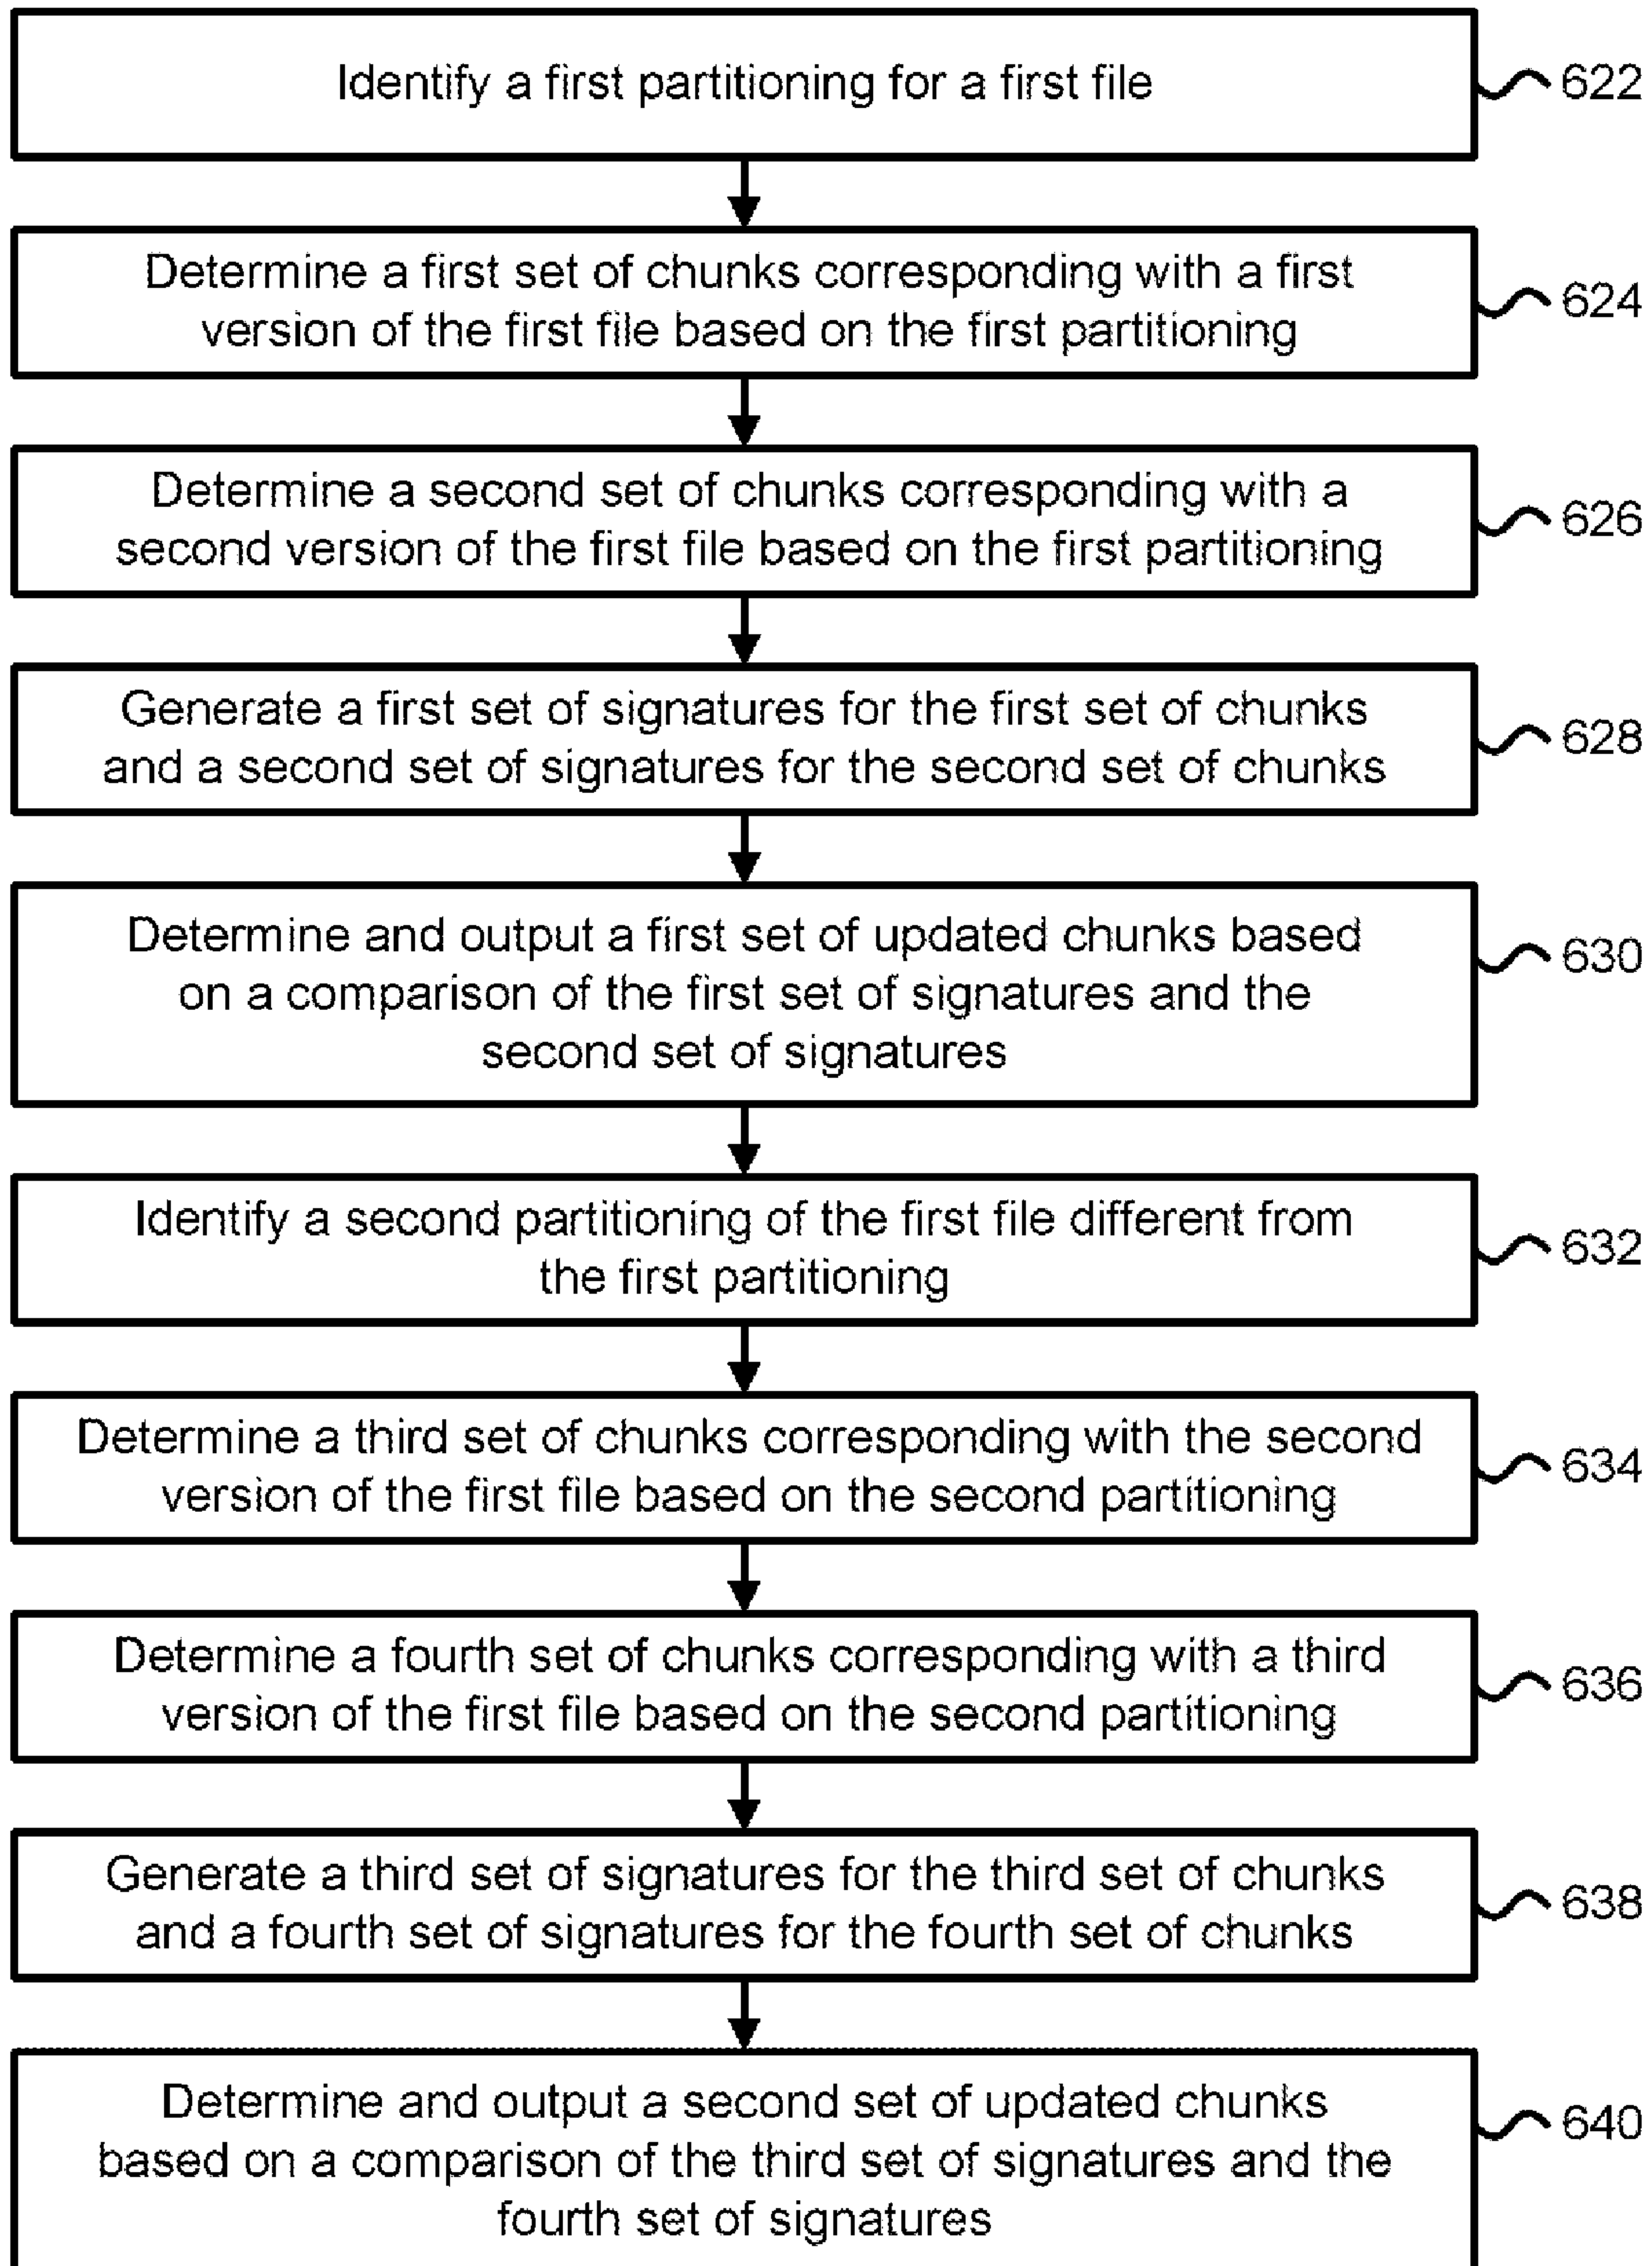 Identify a first partitioning for a first file
622
Determine a first set of chunks corresponding with a first
version of the first file based on the first partitioning
624
Determine a second set of chunks corresponding with a
second version of the first file based on the first partitioning
626
Generate a first set of signatures for the first set of chunks
and a second set of signatures for the second set of chunks
628
Determine and output a first set of updated chunks based
on a comparison of the first set of signatures and the
second set of signatures
630
Identify a second partitioning of the first file different from
the first partitioning
632
Determine a third set of chunks corresponding with the second
version of the first file based on the second partitioning
634
Determine a fourth set of chunks corresponding with a third
version of the first file based on the second partitioning
636
Generate a third set of signatures for the third set of chunks
and a fourth set of signatures for the fourth set of chunks
638
Determine and output a second set of updated chunks
based on a comparison of the third set of signatures and the
fourth set of signatures
640